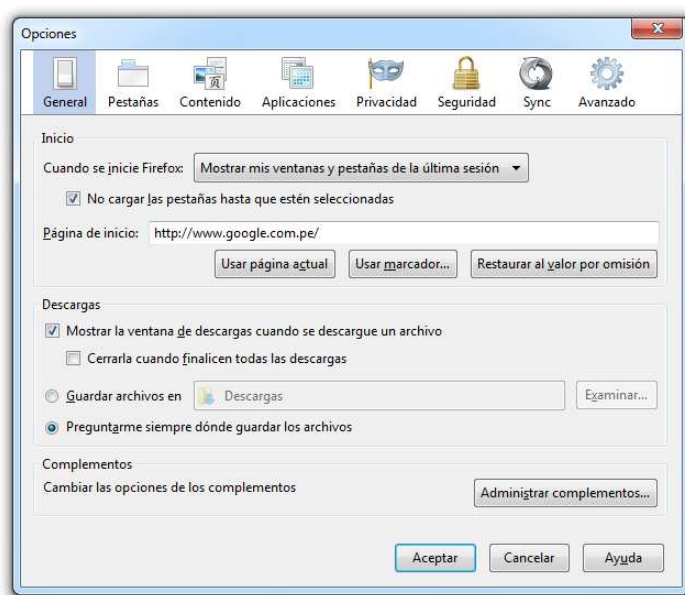 Opciones
General Pestañas Contenido Aplicaciones Privacidad Seguridad Sync Avanzado
Inicio
Cuando se inicie Firefox: Mostrar mis ventanas y pestañas de la última sesión
No cargar las pestañas hasta que estén seleccionadas
Página de inicio: http://www.google.com.pe/
Usar página actual Usar marcador... Restaurar al valor por omisión
Descargas
Mostrar la ventana de descargas cuando se descargue un archivo
Cerrarla cuando finalicen todas las descargas
Guardar archivos en Descargas Examinar...
Preguntarme siempre dónde guardar los archivos
Complementos
Cambiar las opciones de los complementos Administrar complementos...
Aceptar Cancelar Ayuda